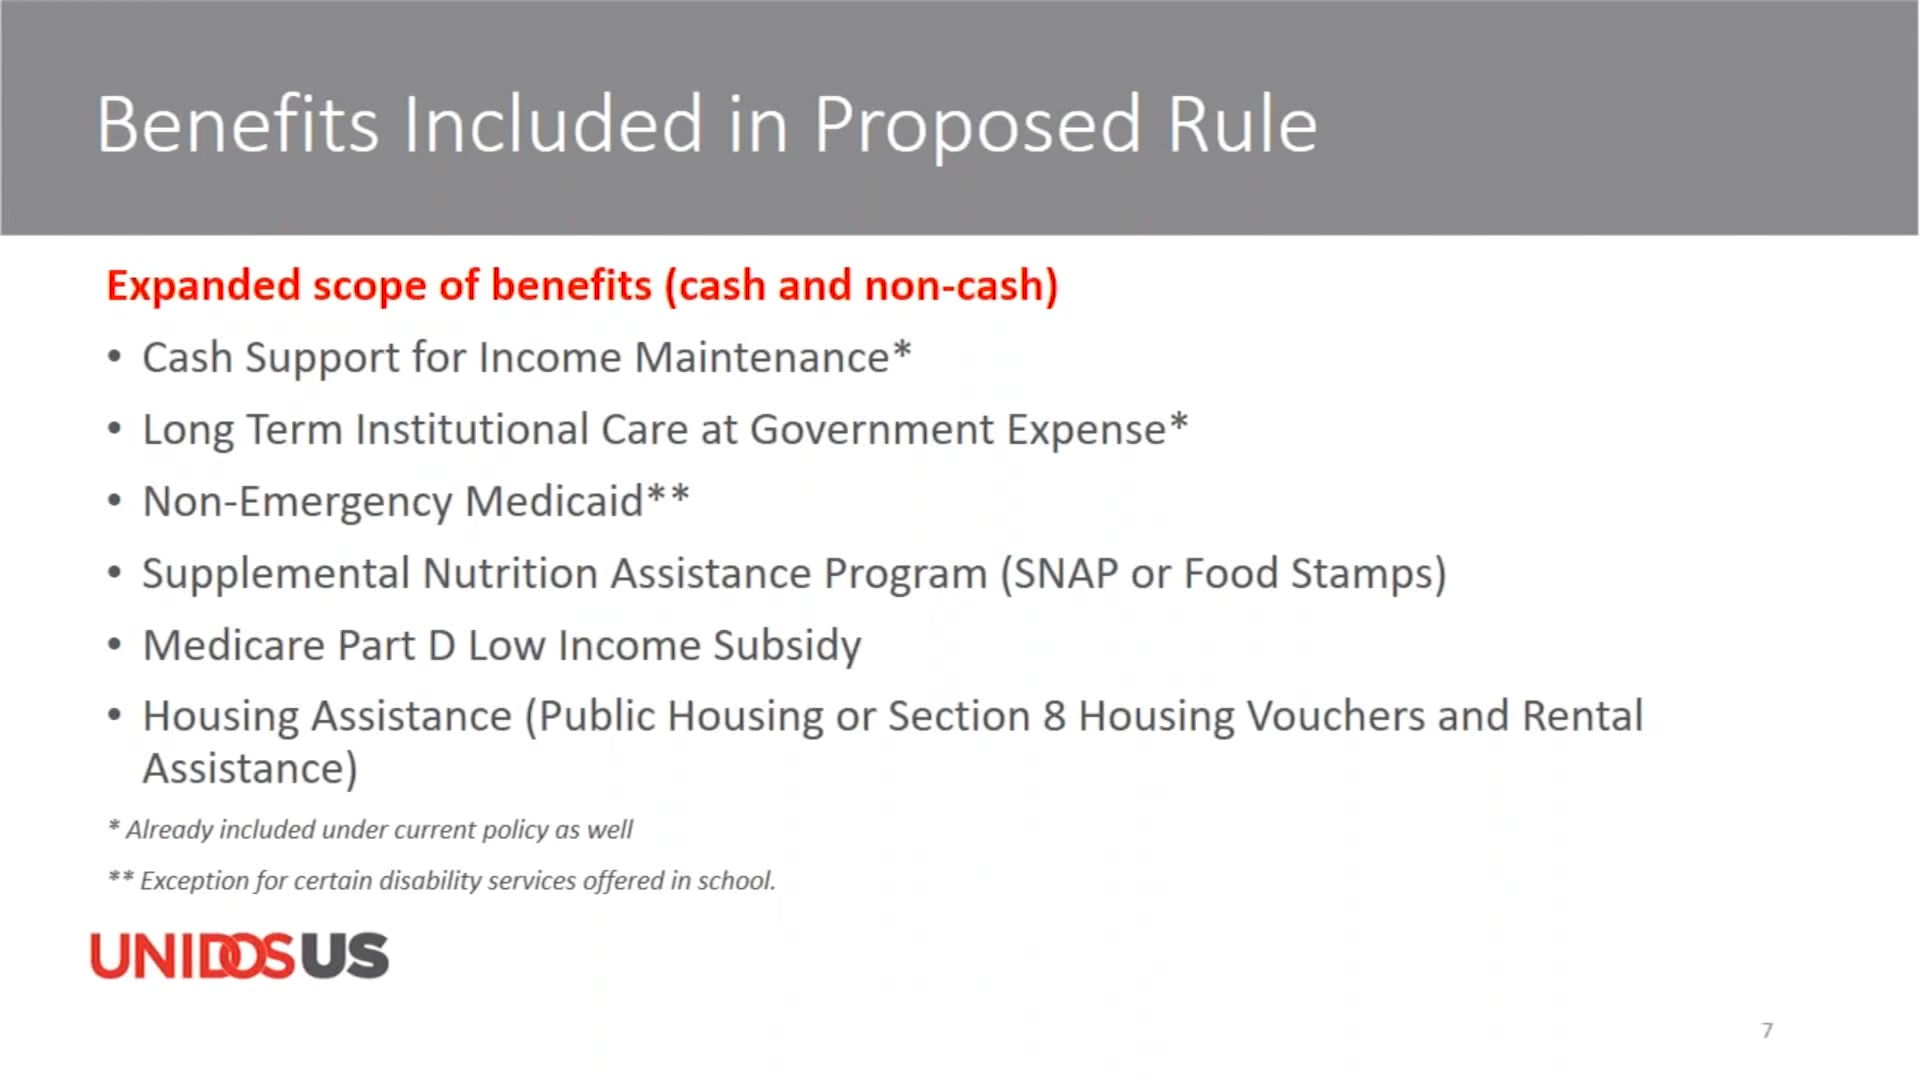 Benefits Included in Proposed Rule
Expanded scope of benefits (cash and non-cash)
• Cash Support for Income Maintenance*
• Long Term Institutional Care at Government Expense*
• Non-Emergency Medicaid**
• Supplemental Nutrition Assistance Program (SNAP or Food Stamps)
• Medicare Part D Low Income Subsidy
• Housing Assistance (Public Housing or Section 8 Housing Vouchers and Rental
Assistance)
* Already included under current policy as well
** Exception for certain disability services offered in school.
UNIDOSUS
7